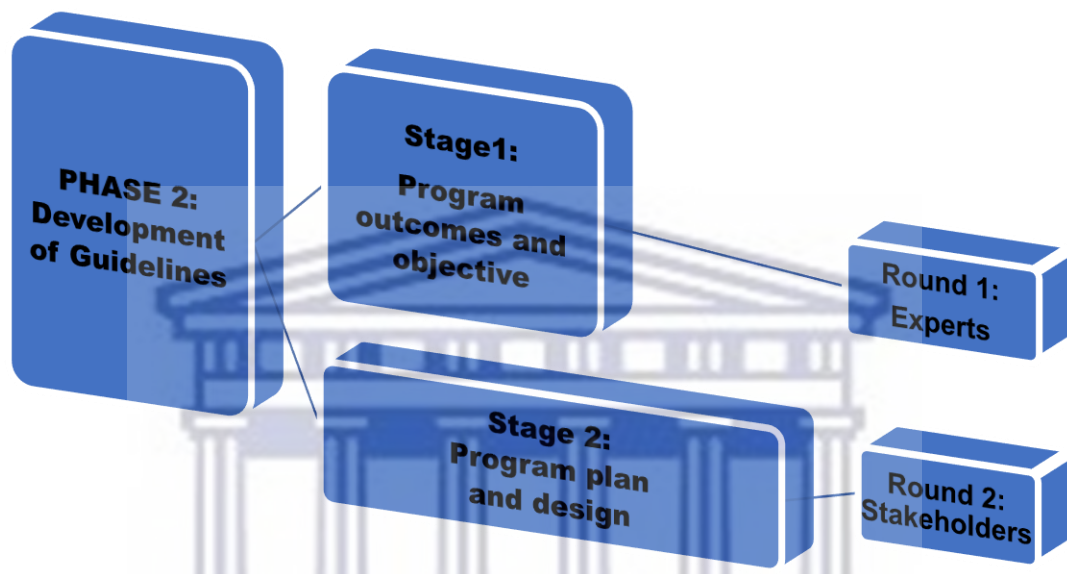 PHASE 2:
Development
of Guidelines
Stage1:
Program
outcomes and
objective
Round 1:
Experts
Stage 2:
Program plan
and design
Round 2:
Stakeholders